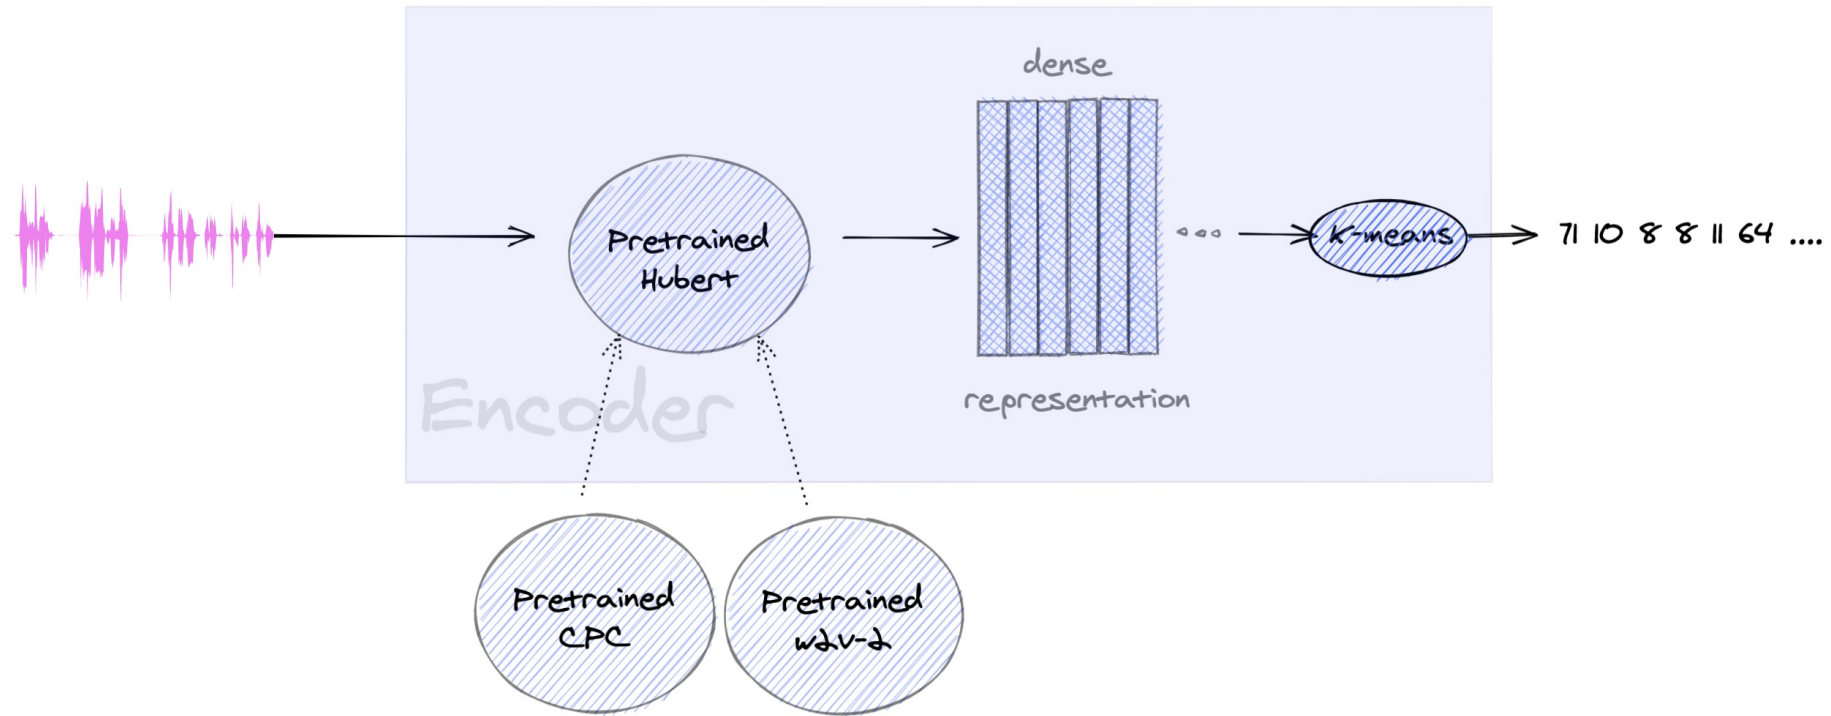 dense
Pretrained
Hubert
K-means
71 10 8 8 11 64 ....
representation
Encoder
Pretrained
CPC
Pretrained
w2v-2